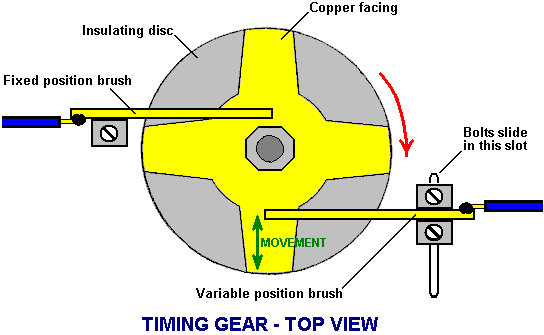 Copper facing
Insulating disc
Fixed position brush
Bolts slide
in this slot
MOVEMENT
Variable position brush
TIMING GEAR - TOP VIEW